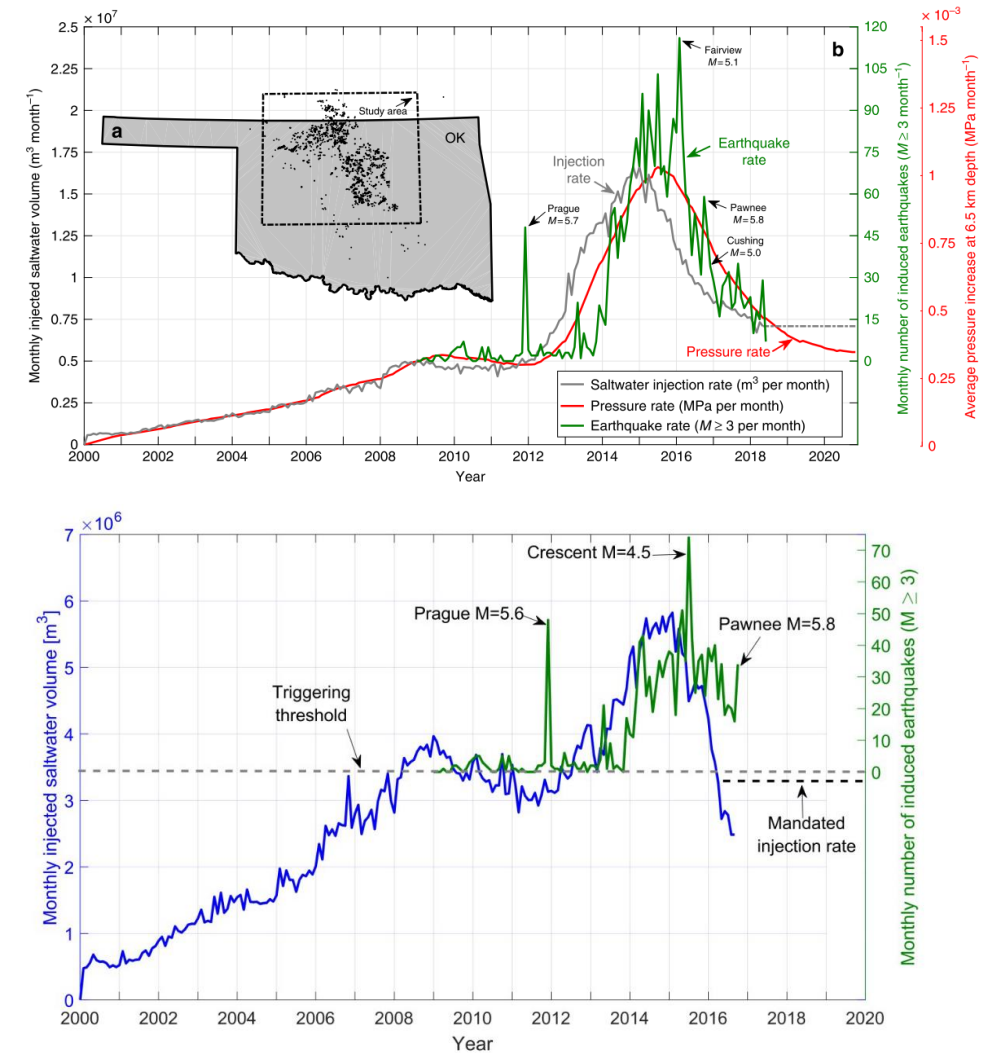 ×10⁷
×10⁻³
2.5
2.25
2.0
1.75
1.5
1.25
1.0
0.75
0.5
0.25
0
Monthly injected saltwater volume (m³ month⁻¹)
a
Study area
OK
b
Fairview
M=5.1
Earthquake
rate
Injection
rate
Prague
M=5.7
Pawnee
M=5.8
Cushing
M=5.0
Pressure rate
Saltwater injection rate (m³ per month)
Pressure rate (MPa per month)
Earthquake rate (M ≥ 3 per month)
120
105
90
75
60
45
30
15
0
Monthly number of induced earthquakes (M ≥ 3 month⁻¹)
1.5
1.25
1
0.75
0.5
0.25
0
Average pressure increase at 6.5 km depth (MPa month⁻¹)
2000 2002 2004 2006 2008 2010 2012 2014 2016 2018 2020
Year
×10⁶
7
6
5
4
3
2
1
0
Monthly injected saltwater volume [m³]
Crescent M=4.5
Prague M=5.6
Pawnee M=5.8
Triggering
threshold
Mandated
injection rate
70
60
50
40
30
20
10
0
Monthly number of induced earthquakes (M ≥ 3)
2000 2002 2004 2006 2008 2010 2012 2014 2016 2018 2020
Year